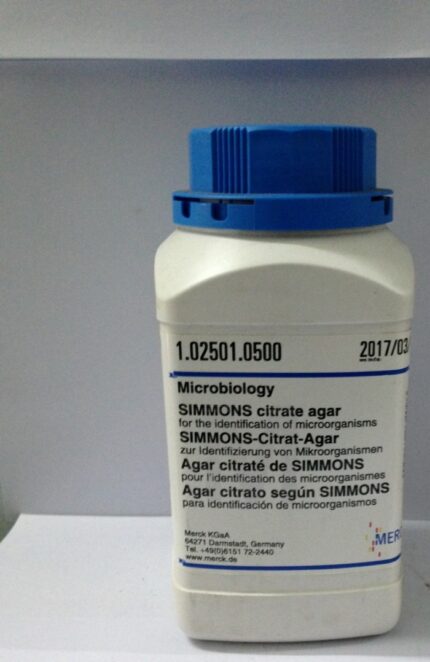 1.02501.0500
2017/03
Microbiology
SIMMONS citrate agar
for the identification of microorganisms
SIMMONS-Citrat-Agar
zur Identifizierung von Mikroorganismen
Agar citraté de SIMMONS
pour l'identification des microorganismes
Agar citrato según SIMMONS
para identificación de microorganismos
Merck KGaA
64271 Darmstadt, Germany
Tel. +49(0)6151 72-2440
www.merck.de
MERC